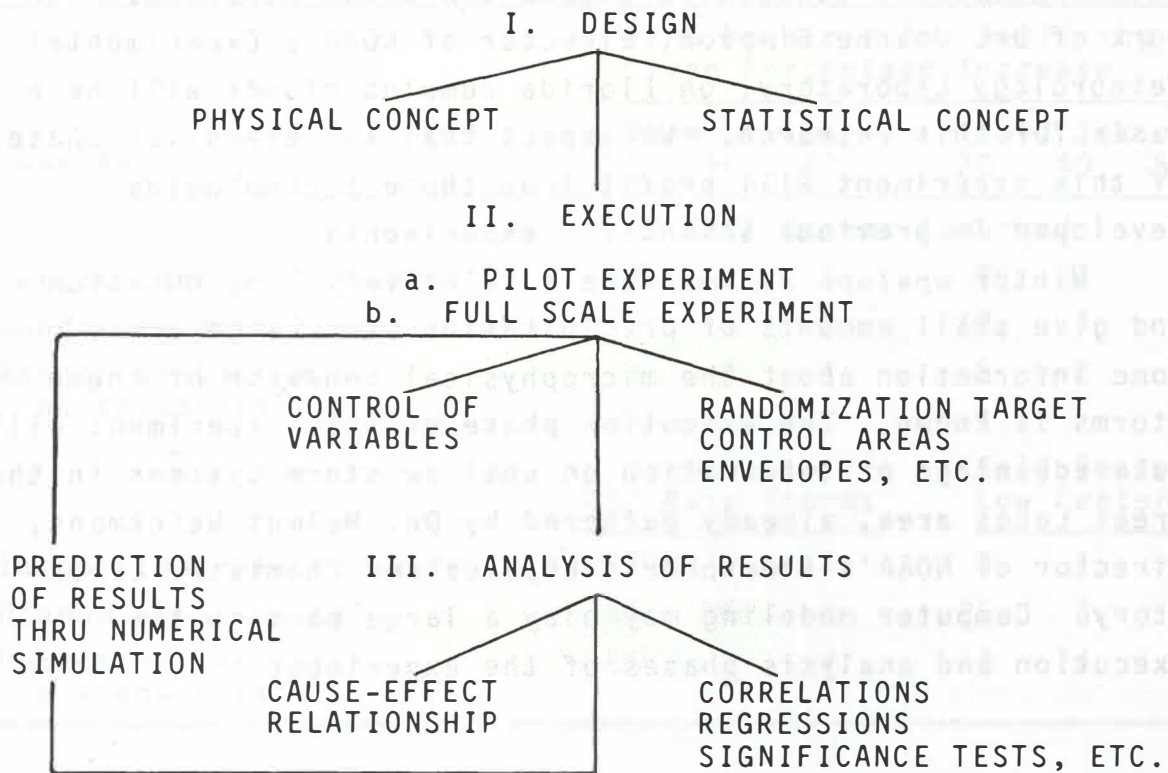 I. DESIGN
PHYSICAL CONCEPT
STATISTICAL CONCEPT
II. EXECUTION
a. PILOT EXPERIMENT
b. FULL SCALE EXPERIMENT
CONTROL OF
VARIABLES
RANDOMIZATION TARGET
CONTROL AREAS
ENVELOPES, ETC.
PREDICTION
OF RESULTS
THRU NUMERICAL
SIMULATION
III. ANALYSIS OF RESULTS
CAUSE-EFFECT
RELATIONSHIP
CORRELATIONS
REGRESSIONS
SIGNIFICANCE TESTS, ETC.